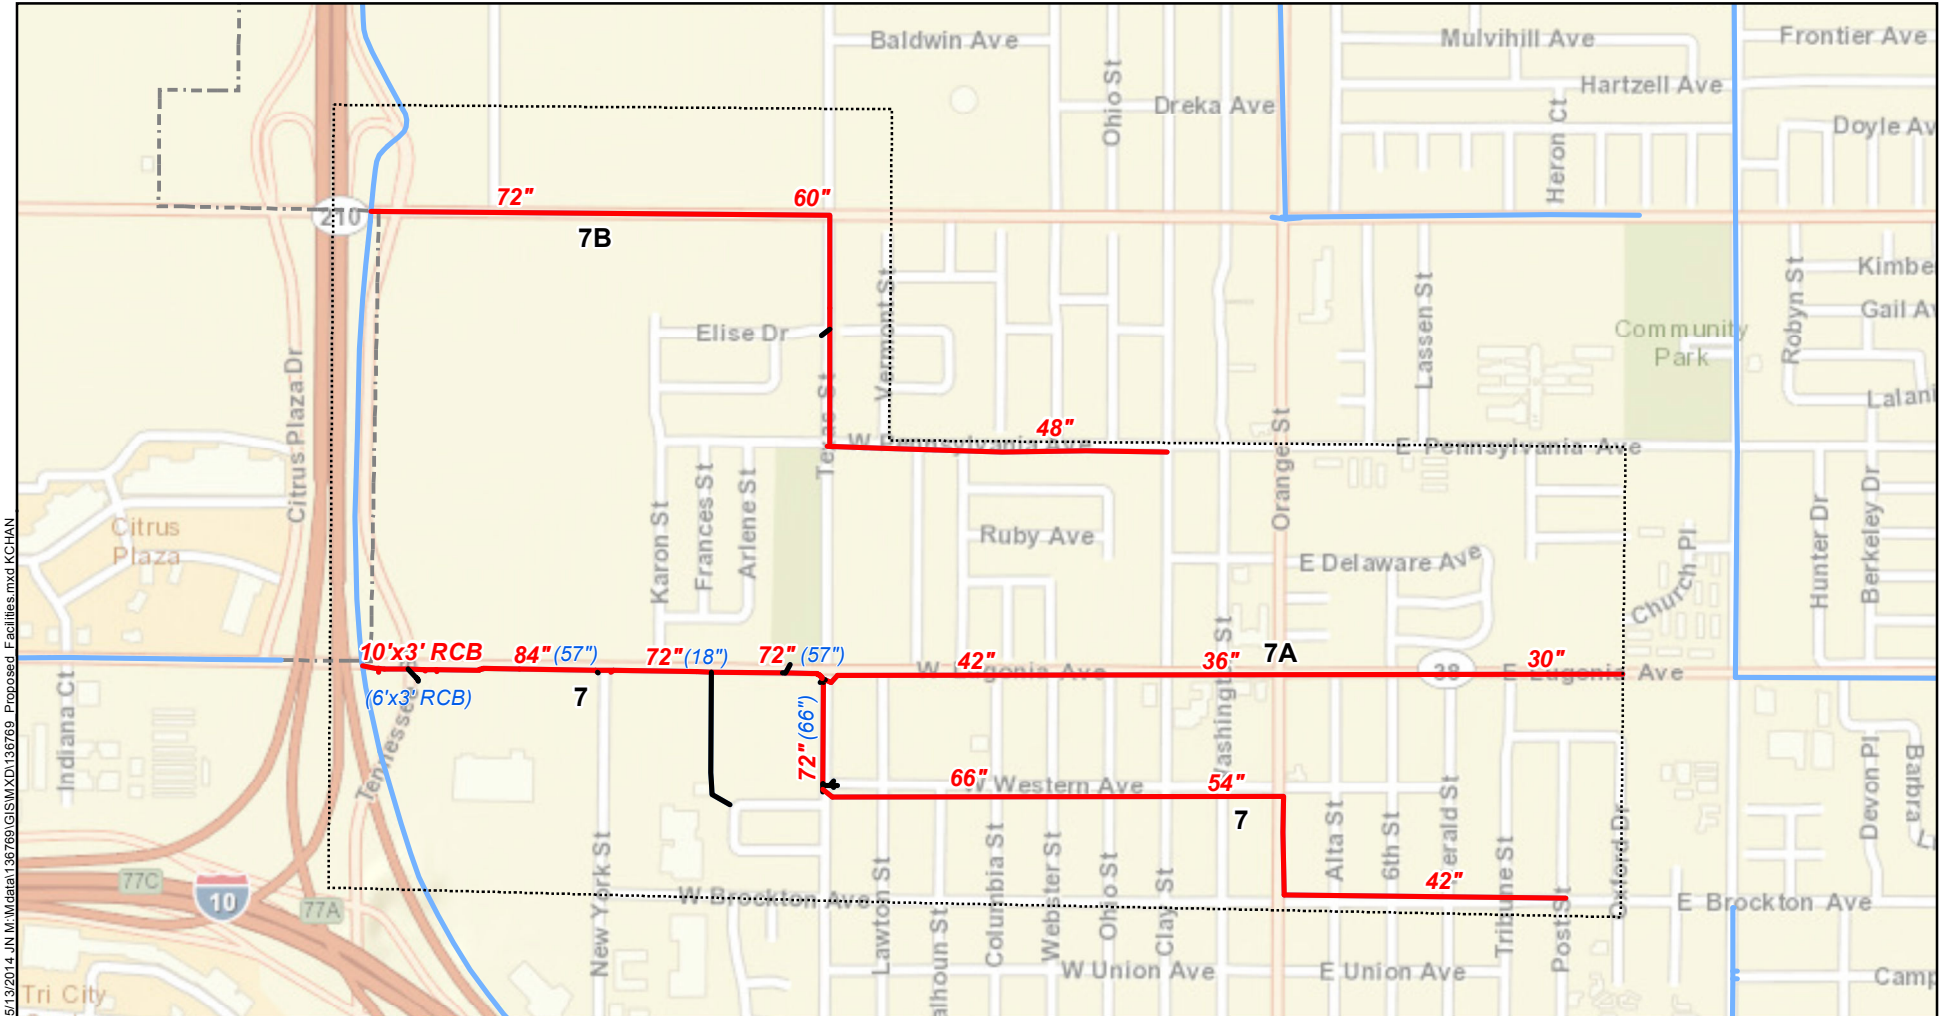 Baldwin Ave
Mulvihill Ave
Frontier Ave
Hartzell Ave
Ohio St
Dreka Ave
Heron Ct
Doyle Av
72"
60"
210
7B
Kimbe
Vermont St
Lassen St
Robyn St
Gail Av
Elise Dr
Community
Park
Citrus Plaza Dr
Texas St
Lalani
48"
W Pennsylvania Ave
E Pennsylvania Ave
Orange St
Citrus
Plaza
Karon St
Frances St
Arlene St
Ruby Ave
E Delaware Ave
Church Pl
Hunter Dr
Berkeley Dr
10'x3' RCB
84" (57")
72" (18")
72" (57")
42"
36"
7A
30"
W Lugonia Ave
38
E Lugonia Ave
(6'x3' RCB)
7
Indiana Ct
Tennessee
72" (66")
Washington St
66"
W Western Ave
54"
7
Devon Pl
Barbra
Alta St
6th St
Herald St
Tribune St
Oxford Dr
42"
77C
10
77A
W Brockton Ave
E Brockton Ave
New York St
Lawton St
Columbia St
Webster St
Ohio St
Clay St
Post St
alhoun St
W Union Ave
E Union Ave
Camp
Tri City
5/13/2014 JN M:\Mdata\136769\GIS\MXD\136769_Proposed_Facilities.mxd KCHAN